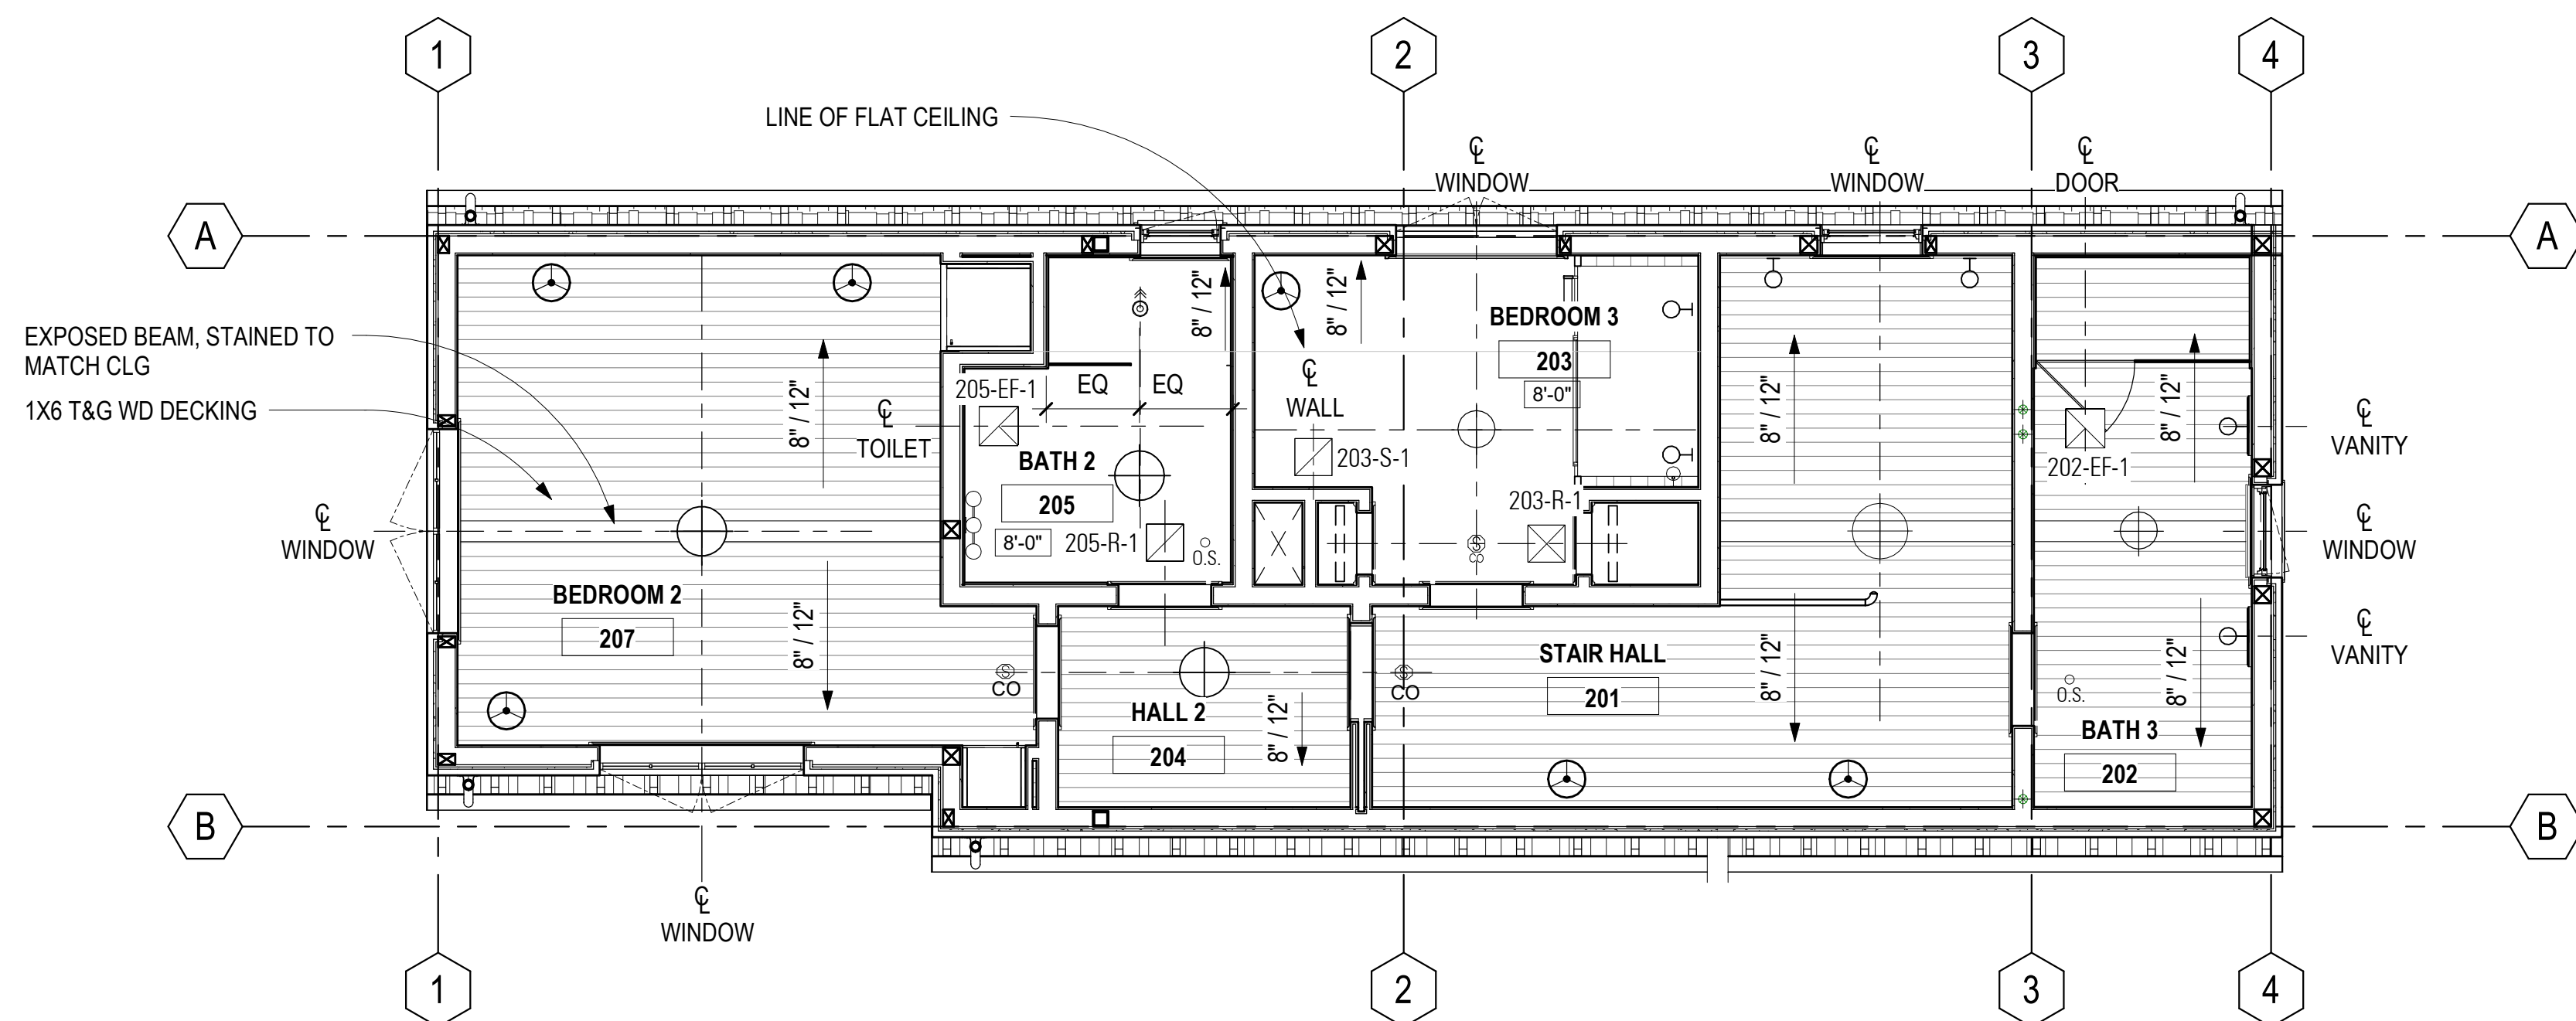 1
2
3
4
LINE OF FLAT CEILING
℄
WINDOW
℄
WINDOW
℄
DOOR
A
A
EXPOSED BEAM, STAINED TO
MATCH CLG
1X6 T&G WD DECKING
8" / 12"
8" / 12"
8" / 12"
8" / 12"
8" / 12"
8" / 12"
BEDROOM 3
203
8'-0"
205-EF-1
EQ
EQ
℄
WALL
℄
TOILET
BATH 2
205
8'-0"
205-R-1
O.S.
203-S-1
203-R-1
S
202-EF-1
℄
VANITY
℄
WINDOW
℄
WINDOW
℄
VANITY
BEDROOM 2
207
8" / 12"
S
CO
HALL 2
204
8" / 12"
S
CO
STAIR HALL
201
8" / 12"
O.S.
8" / 12"
BATH 3
202
B
B
℄
WINDOW
1
2
3
4